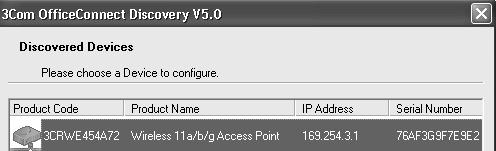 3Com OfficeConnect Discovery V5.0
Discovered Devices
Please choose a Device to configure.
Product Code Product Name IP Address Serial Number
3CRWE454A72 Wireless 11a/b/g Access Point 169.254.3.1 76AF3G9F7E9E2